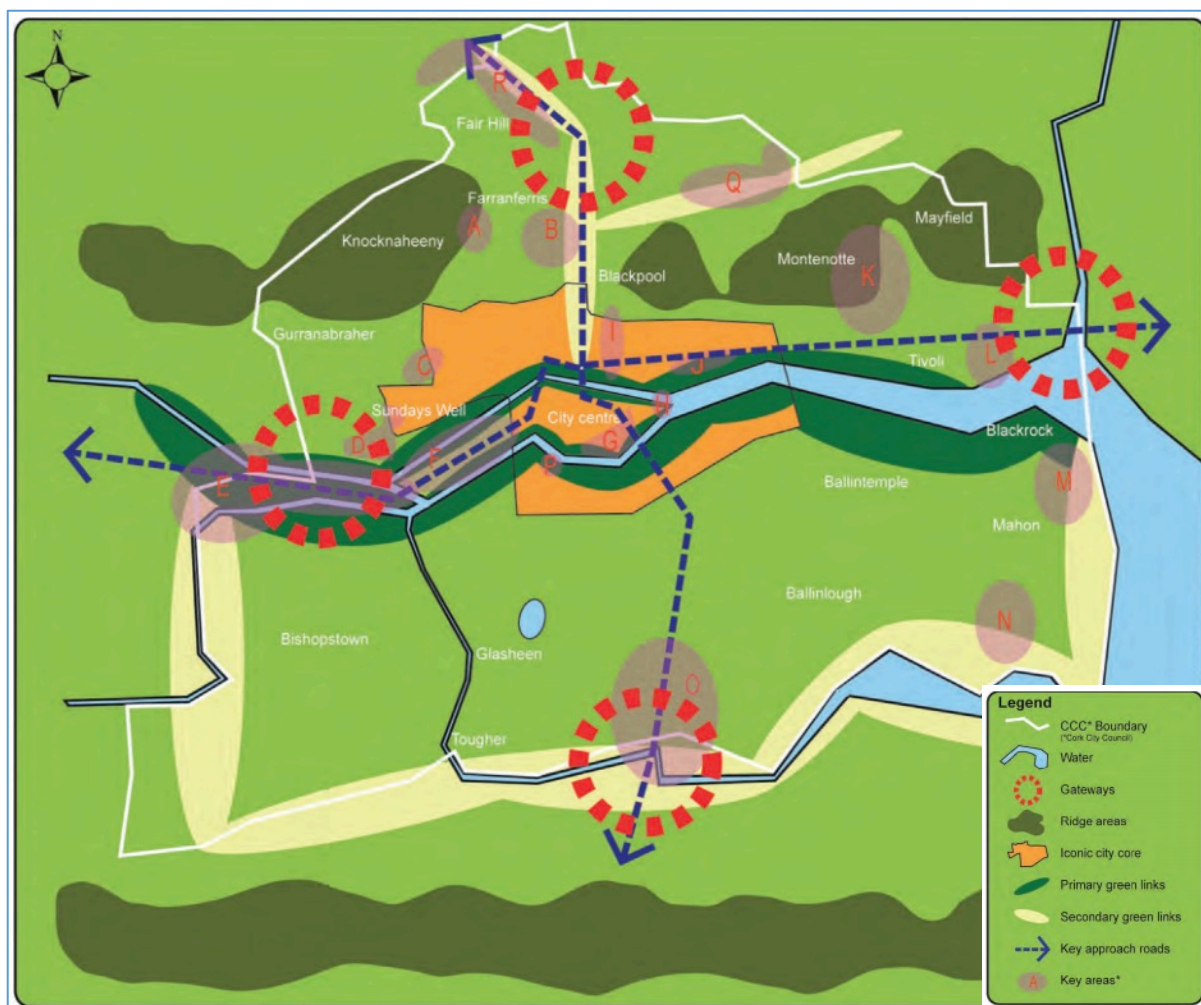 N
R
Fair Hill
Q
Farranferris
Mayfield
A
B
Knocknaheeny
Montenotte
K
Blackpool
Gurranabraher
I
L
Tivoli
C
J
H
Sundays Well
City centre
D
F
G
Blackrock
P
E
Ballintemple
M
Mahon
Ballinlough
N
Bishopstown
Glasheen
O
Tougher
Legend
CCC* Boundary
(*Cork City Council)
Water
Gateways
Ridge areas
Iconic city core
Primary green links
Secondary green links
Key approach roads
A
Key areas*